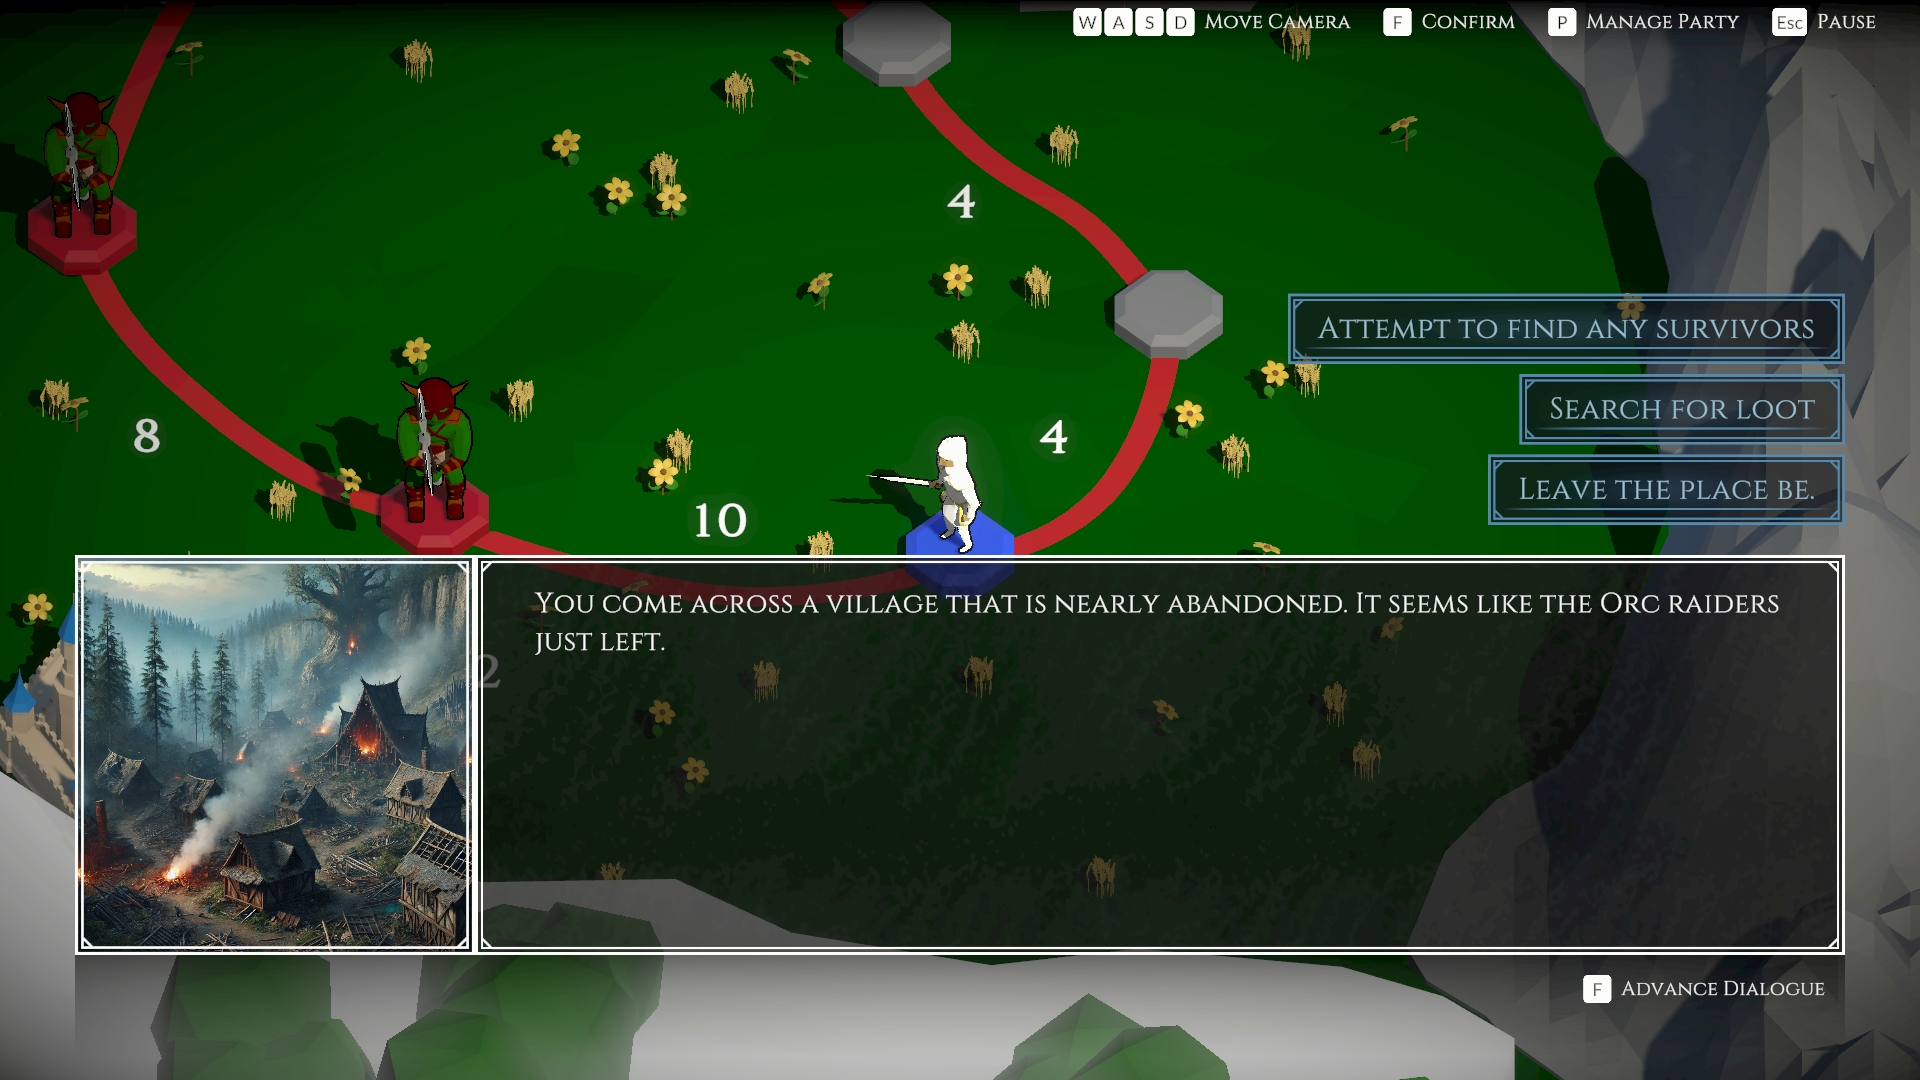 W A S D Move Camera F Confirm P Manage Party Esc Pause
4
Attempt to find any survivors
Search for loot
8
4
Leave the place be.
10
You come across a village that is nearly abandoned. It seems like the Orc raiders
just left.
2
F Advance Dialogue